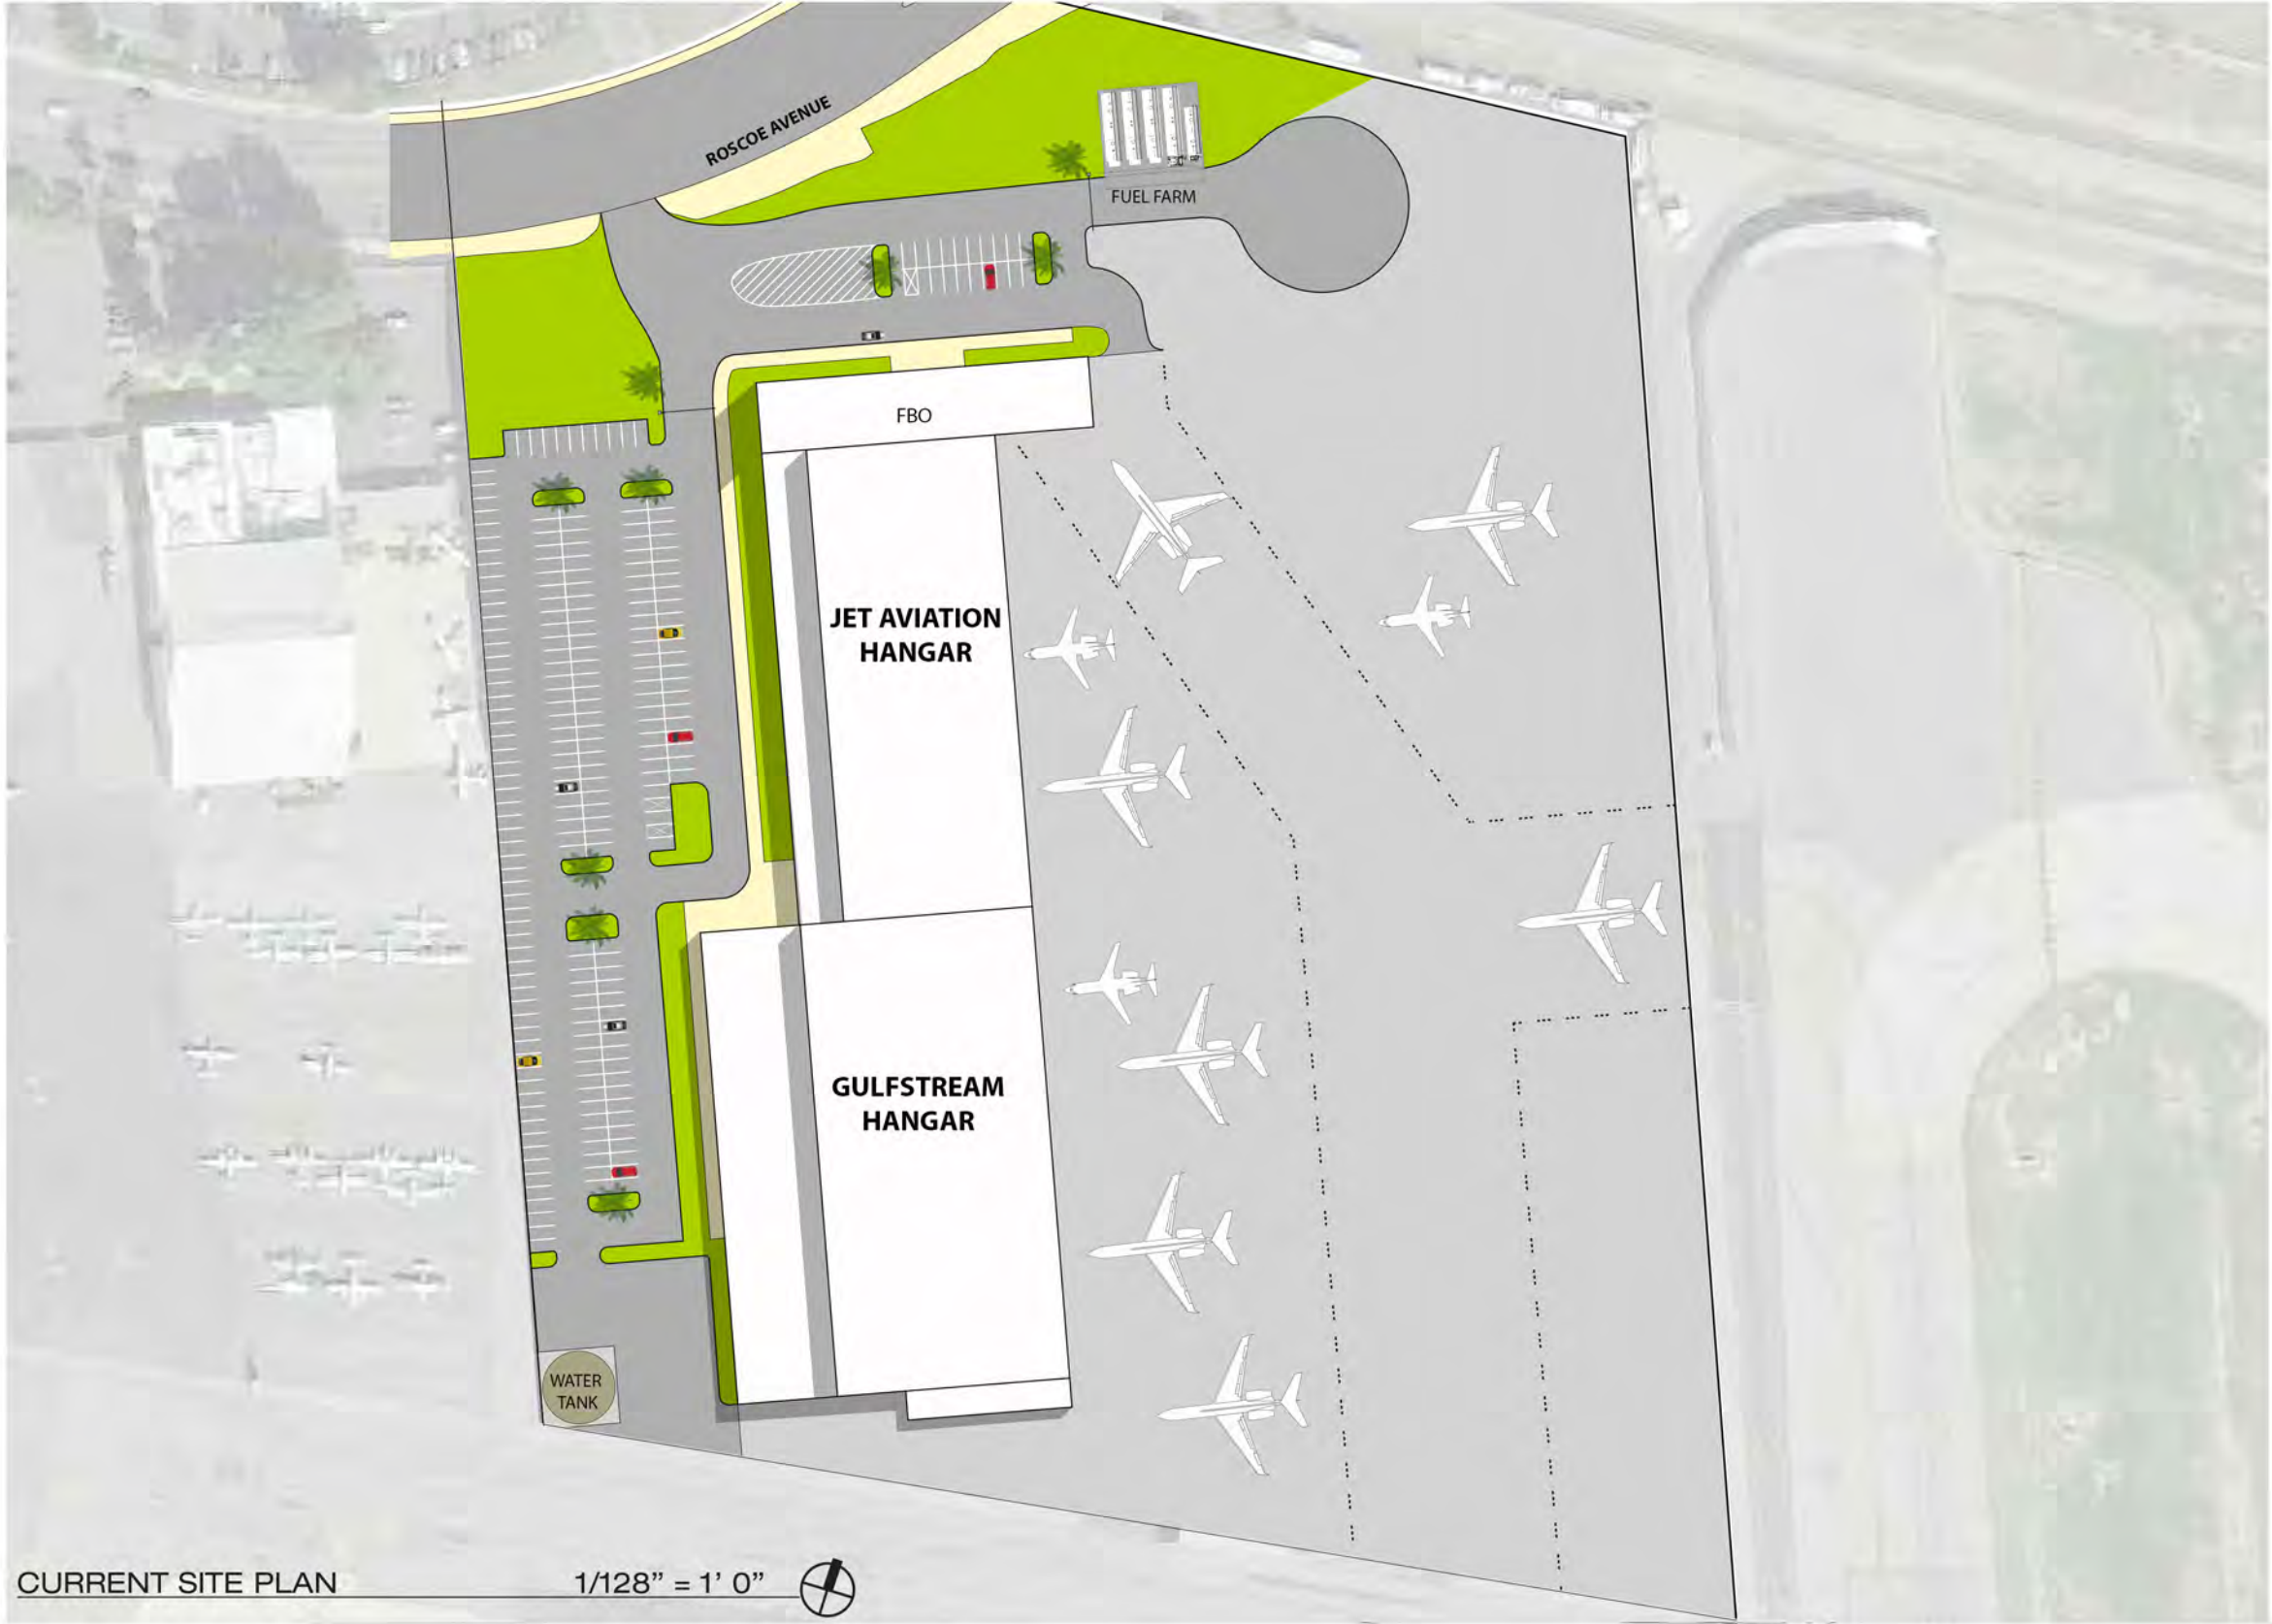 ROSCOE AVENUE
FUEL FARM
FBO
JET AVIATION
HANGAR
GULFSTREAM
HANGAR
WATER
TANK
CURRENT SITE PLAN
1/128” = 1’ 0”